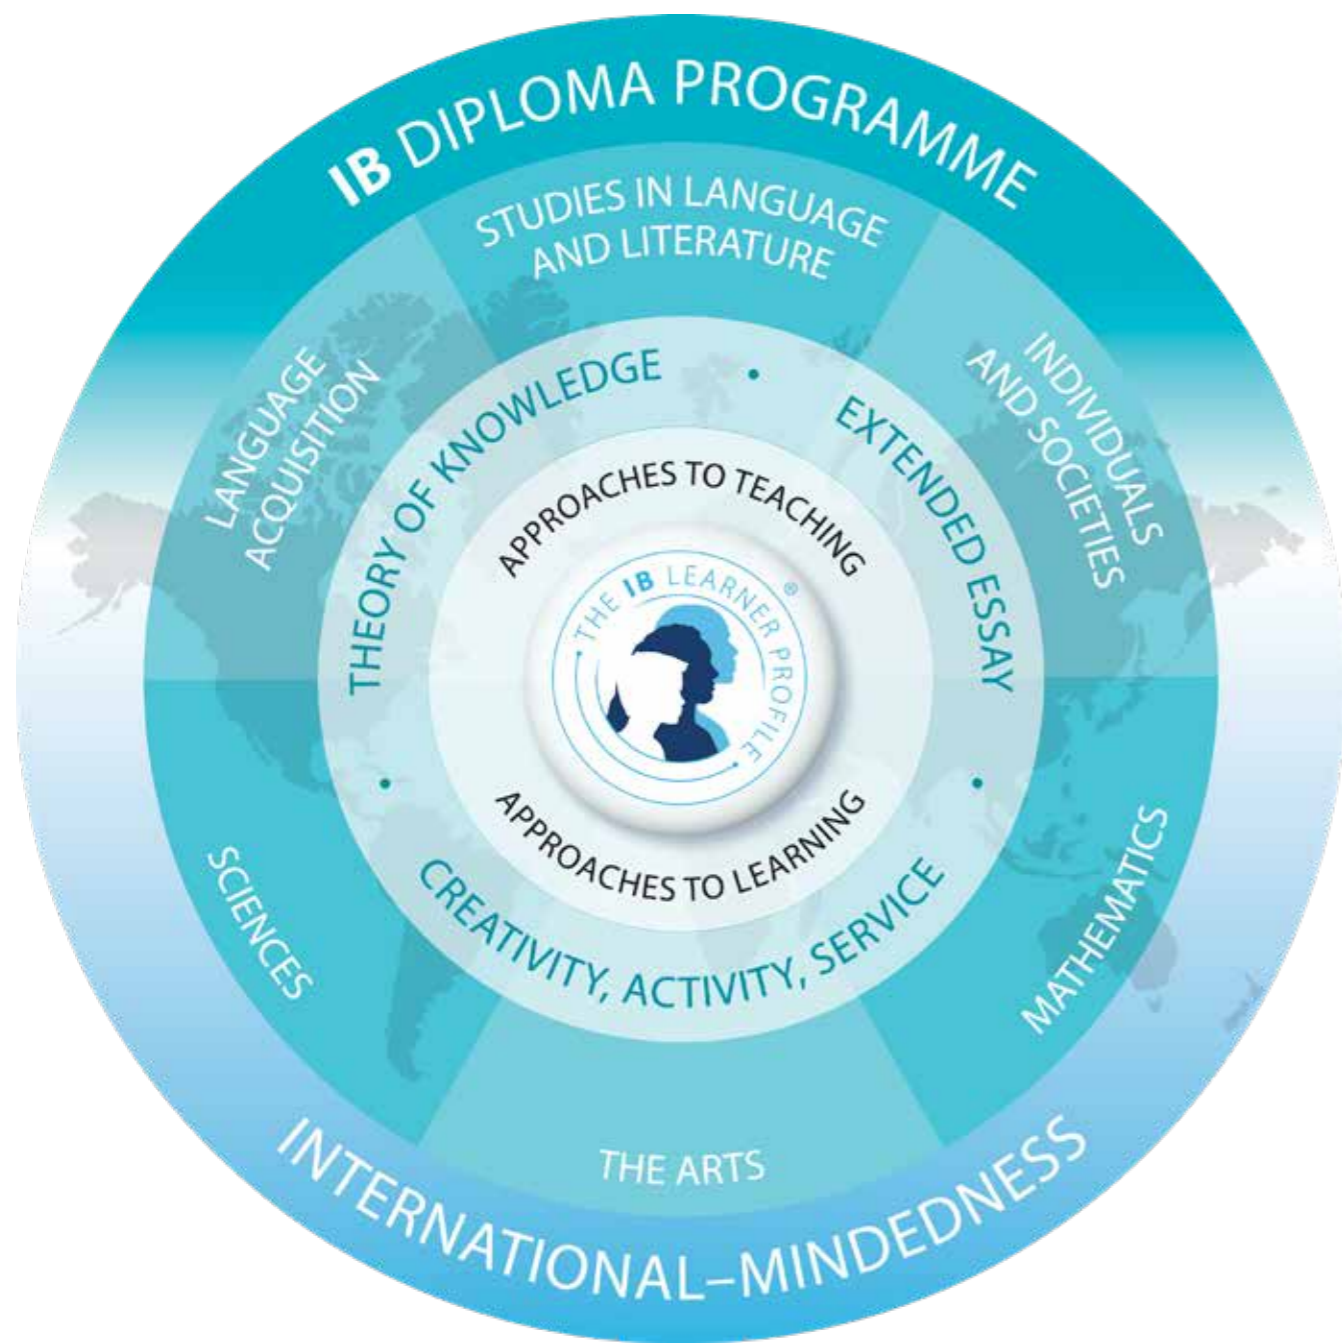 IB DIPLOMA PROGRAMME
STUDIES IN LANGUAGE
AND LITERATURE
LANGUAGE
ACQUISITION
INDIVIDUALS
AND SOCIETIES
THEORY OF KNOWLEDGE
•
EXTENDED ESSAY
APPROACHES TO TEACHING
THE IB LEARNER PROFILE
®
APPROACHES TO LEARNING
•
CREATIVITY, ACTIVITY, SERVICE
•
SCIENCES
MATHEMATICS
THE ARTS
INTERNATIONAL–MINDEDNESS